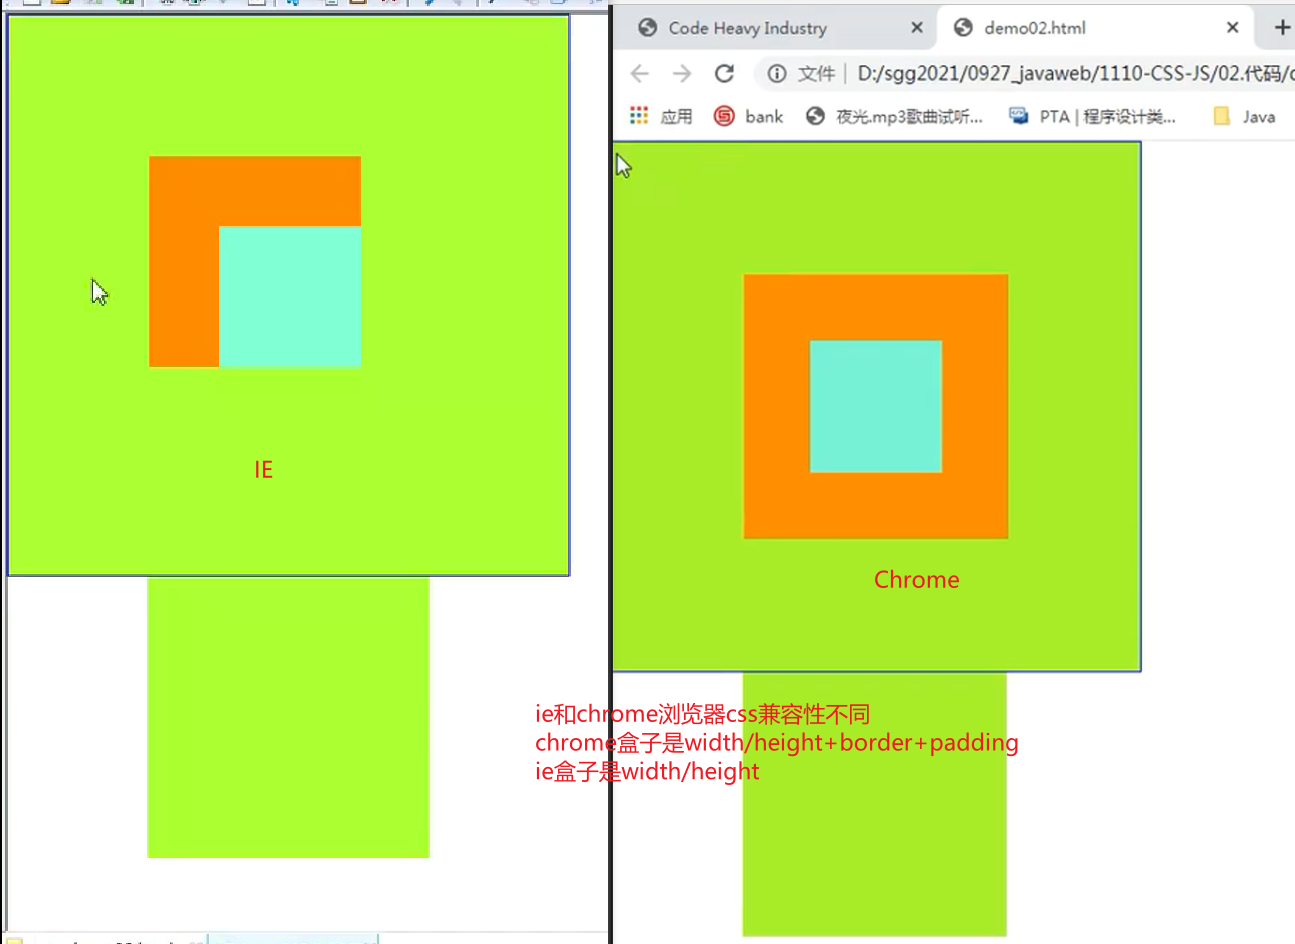 Code Heavy Industry
demo02.html
文件
D:/sgg2021/0927_javaweb/1110-CSS-JS/02.代码/
应用
bank
夜光.mp3歌曲试听...
PTA | 程序设计类...
Java
IE
Chrome
ie和chrome浏览器css兼容性不同
chrome盒子是width/height+border+padding
ie盒子是width/height